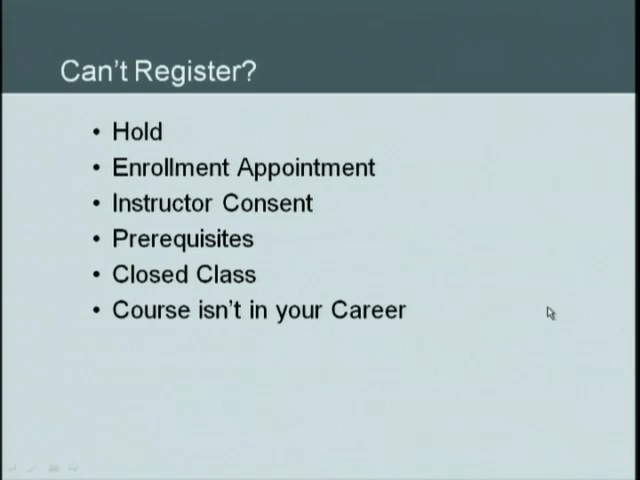 Can't Register?
• Hold
• Enrollment Appointment
• Instructor Consent
• Prerequisites
• Closed Class
• Course isn't in your Career